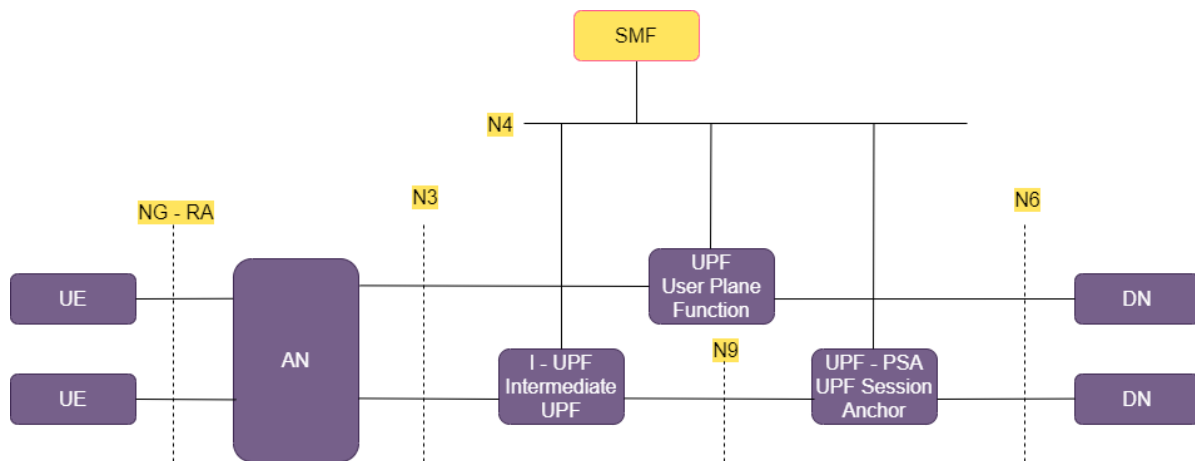 SMF
N4
N3
N6
NG - RA
UE
AN
UPF
User Plane
Function
DN
UE
I - UPF
Intermediate
UPF
N9
UPF - PSA
UPF Session
Anchor
DN